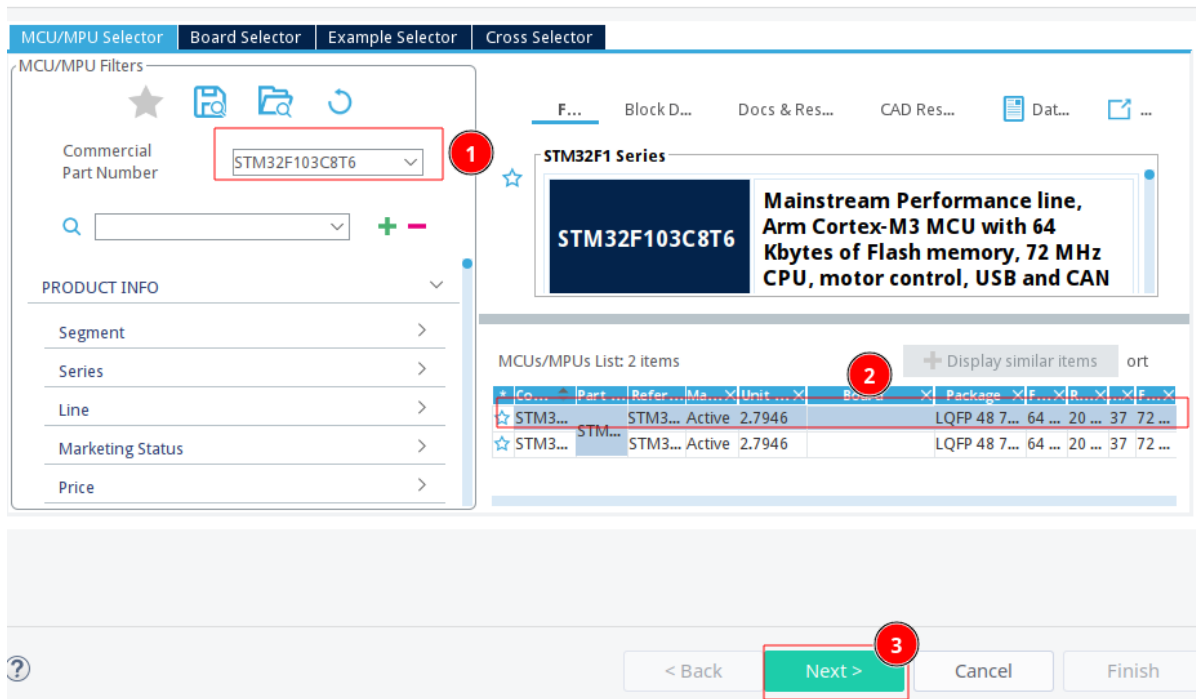 MCU/MPU Selector Board Selector Example Selector Cross Selector
MCU/MPU Filters
F... Block D... Docs & Res... CAD Res... Dat... ...
Commercial
Part Number
STM32F103C8T6
1
STM32F1 Series
STM32F103C8T6
Mainstream Performance line,
Arm Cortex-M3 MCU with 64
Kbytes of Flash memory, 72 MHz
CPU, motor control, USB and CAN
PRODUCT INFO
Segment
Series
Line
Marketing Status
Price
MCUs/MPUs List: 2 items
2
Display similar items ort
* Co... Part... Refer... Ma... X Unit ... X Board X Package X F... X R... X ... X F... X
STM3... STM... STM3... Active 2.7946 LQFP 48 7... 64 ... 20 ... 37 72 ...
STM3... STM3... Active 2.7946 LQFP 48 7... 64 ... 20 ... 37 72 ...
3
? < Back Next > Cancel Finish